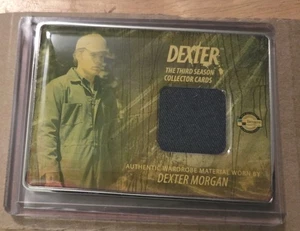 DEXTER
THE THIRD SEASON
COLLECTOR CARDS
AUTHENTIC WARDROBE MATERIAL WORN BY
DEXTER MORGAN